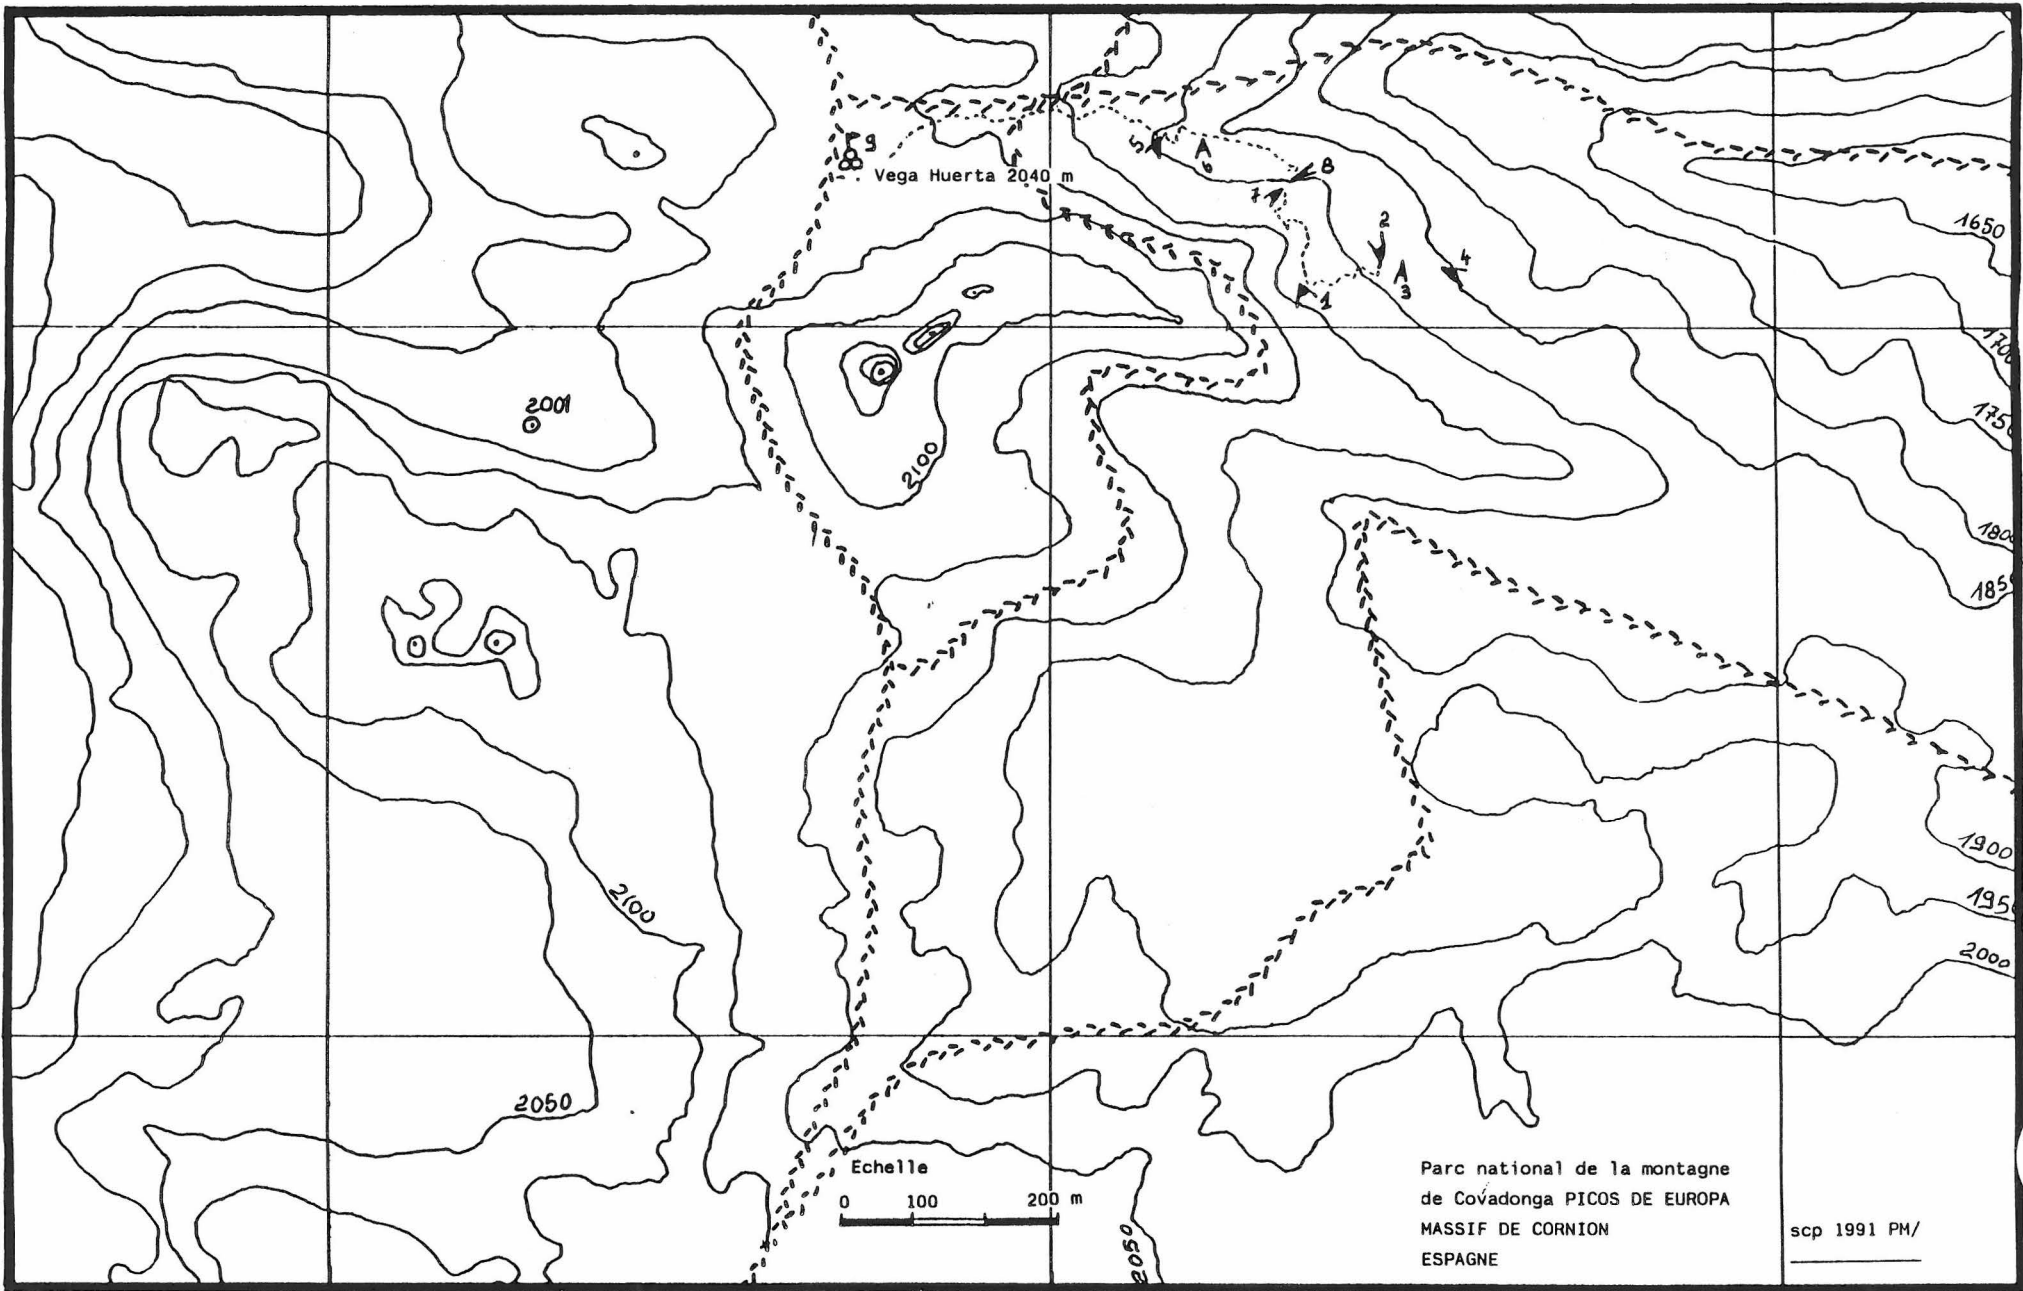 9
Vega Huerta 2040 m
5
6
8
7
2
4
3
1
1650
1700
2001
1750
2100
1800
1850
2100
1900
1950
2000
2050
Echelle
0 100 200 m
2050
Parc national de la montagne
de Covadonga PICOS DE EUROPA
MASSIF DE CORNION
ESPAGNE
scp 1991 PM/